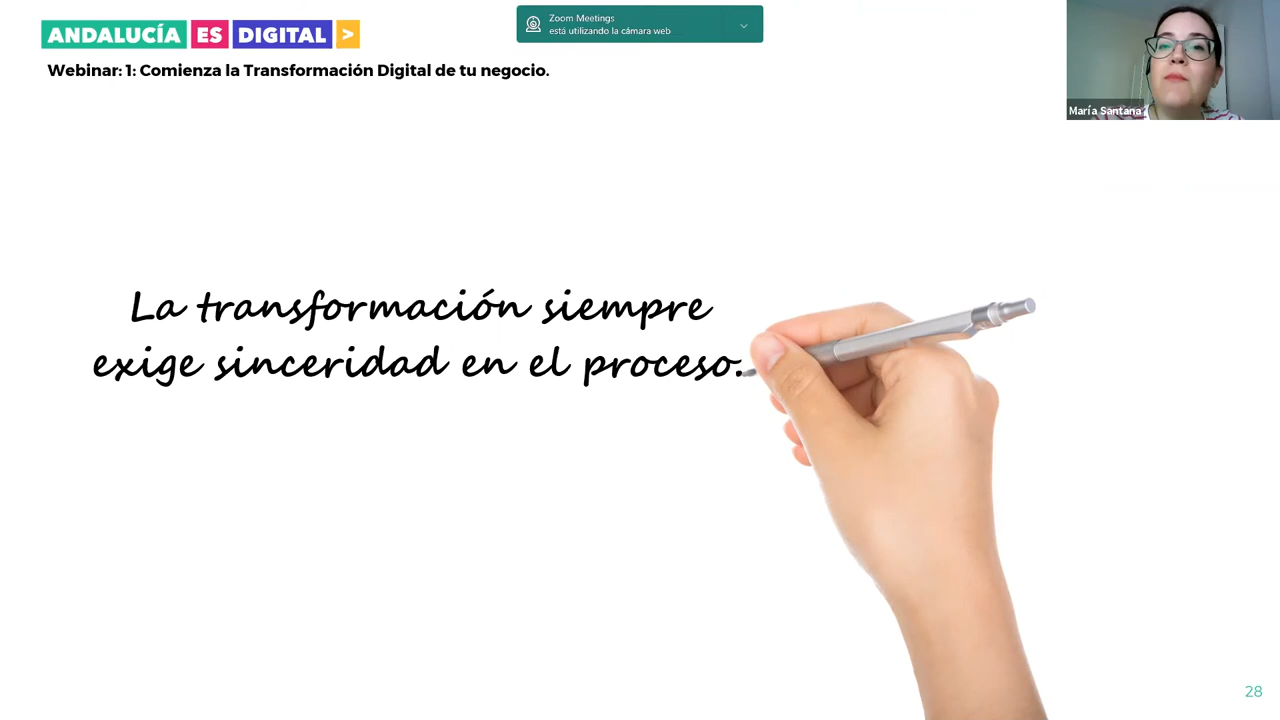 ANDALUCÍA ES DIGITAL >
Zoom Meetings
está utilizando la cámara web
Webinar: 1: Comienza la Transformación Digital de tu negocio.
María Santana
La transformación siempre
exige sinceridad en el proceso.
28